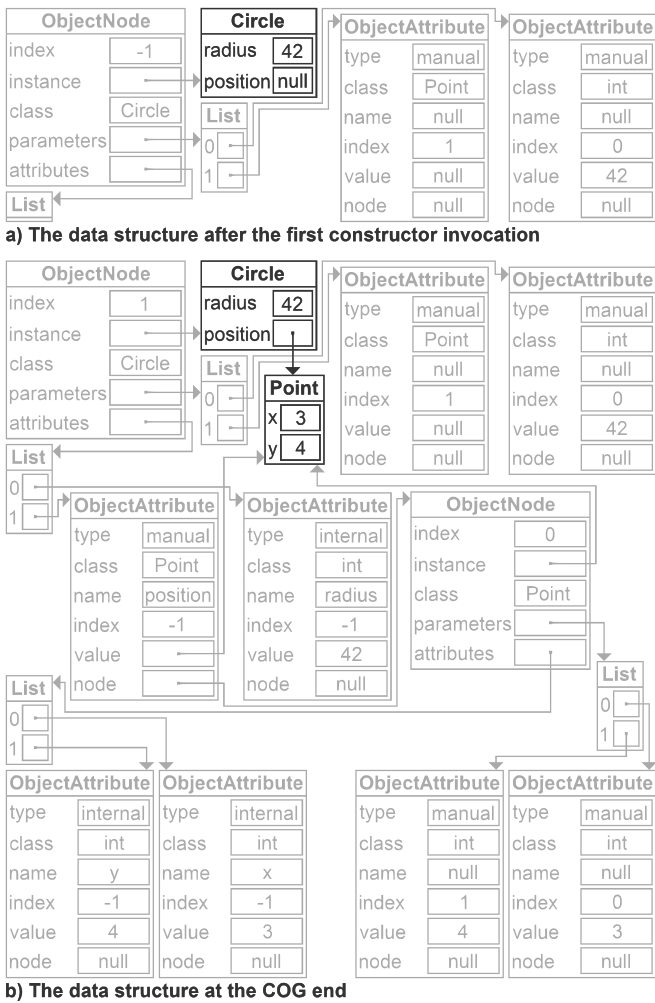 ObjectNode
index -1
instance
class Circle
parameters
attributes
List
Circle
radius 42
position null
List
0
1
ObjectAttribute
type manual
class Point
name null
index 1
value null
node null
ObjectAttribute
type manual
class int
name null
index 0
value 42
node null
a) The data structure after the first constructor invocation
ObjectNode
index 1
instance
class Circle
parameters
attributes
Circle
radius 42
position
List
0
1
Point
x 3
y 4
ObjectAttribute
type manual
class Point
name null
index 1
value null
node null
ObjectAttribute
type manual
class int
name null
index 0
value 42
node null
List
0
1
ObjectAttribute
type manual
class Point
name position
index -1
value
node
ObjectAttribute
type internal
class int
name radius
index -1
value 42
node null
ObjectNode
index 0
instance
class Point
parameters
attributes
List
0
1
List
0
1
ObjectAttribute
type internal
class int
name y
index -1
value 4
node null
ObjectAttribute
type internal
class int
name x
index -1
value 3
node null
ObjectAttribute
type manual
class int
name null
index 1
value 4
node null
ObjectAttribute
type manual
class int
name null
index 0
value 3
node null
b) The data structure at the COG end